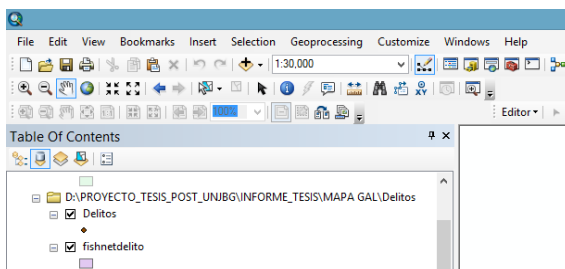 File Edit View Bookmarks Insert Selection Geoprocessing Customize Windows Help
1:30,000
100% Editor
Table Of Contents
D:\PROYECTO_TESIS_POST_UNJBG\INFORME_TESIS\MAPA GAL\Delitos
Delitos
fishnetdelito